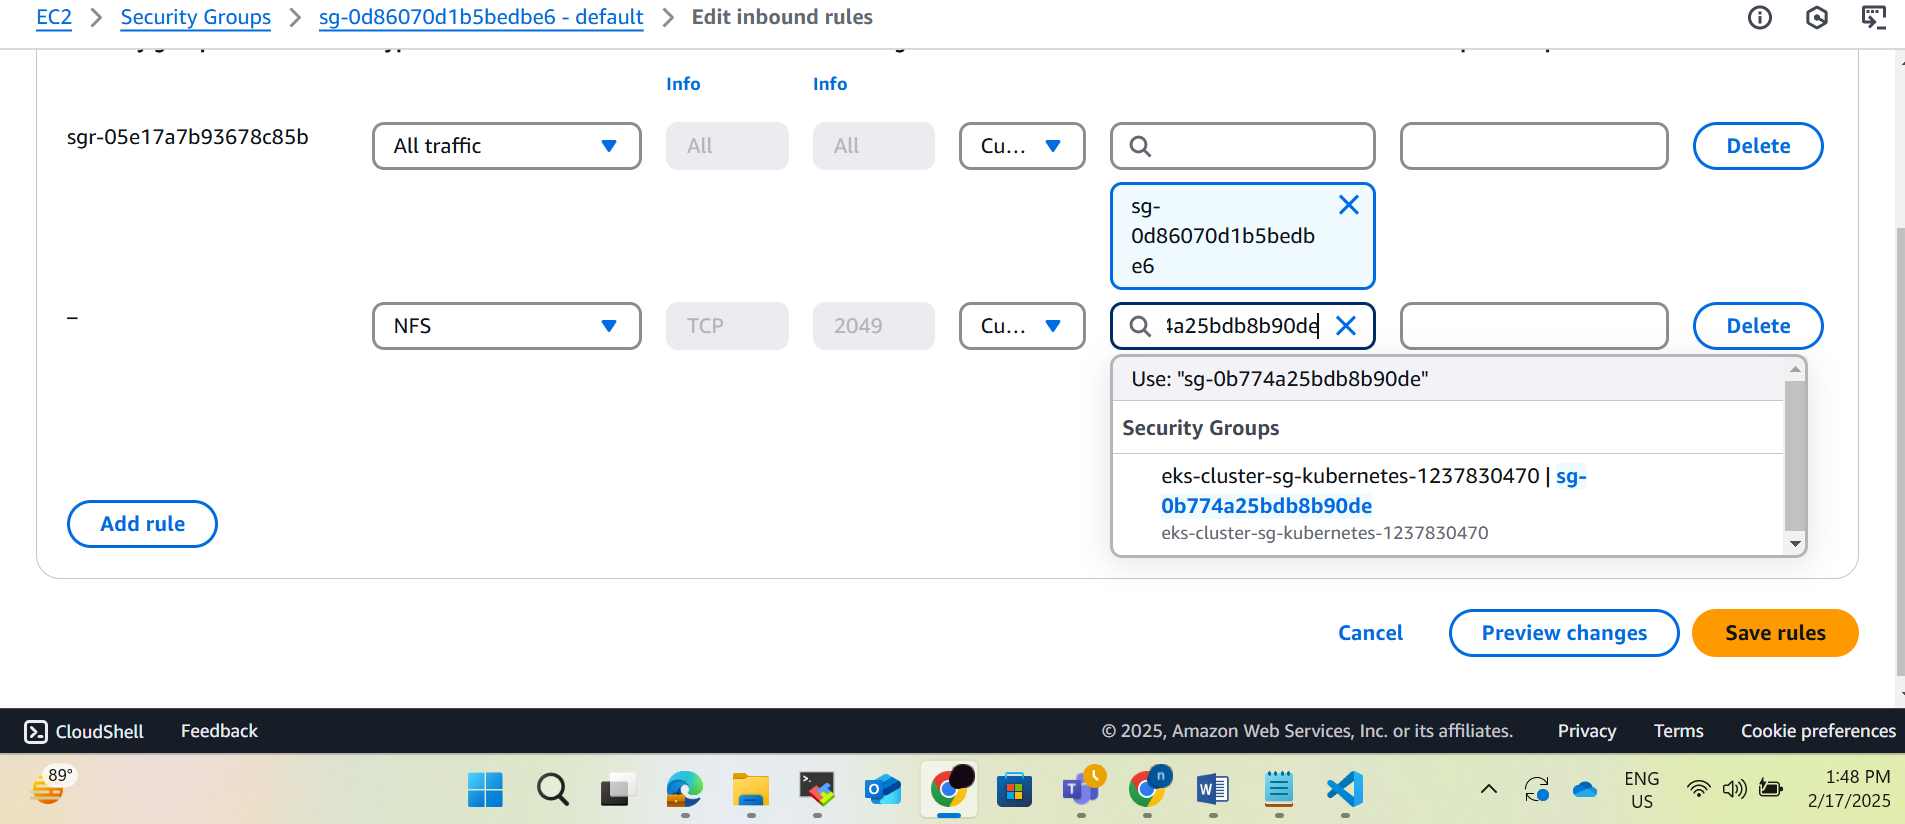 EC2 > Security Groups > sg-0d86070d1b5bedbe6 - default > Edit inbound rules
Info Info
sgr-05e17a7b93678c85b All traffic All All Cu... Delete
sg-
0d86070d1b5bedb
e6
– NFS TCP 2049 Cu... 4a25bdb8b90de Delete
Use: "sg-0b774a25bdb8b90de"
Security Groups
eks-cluster-sg-kubernetes-1237830470 | sg-
0b774a25bdb8b90de
eks-cluster-sg-kubernetes-1237830470
Add rule
Cancel Preview changes Save rules
CloudShell Feedback © 2025, Amazon Web Services, Inc. or its affiliates. Privacy Terms Cookie preferences
89°
ENG
US
1:48 PM
2/17/2025